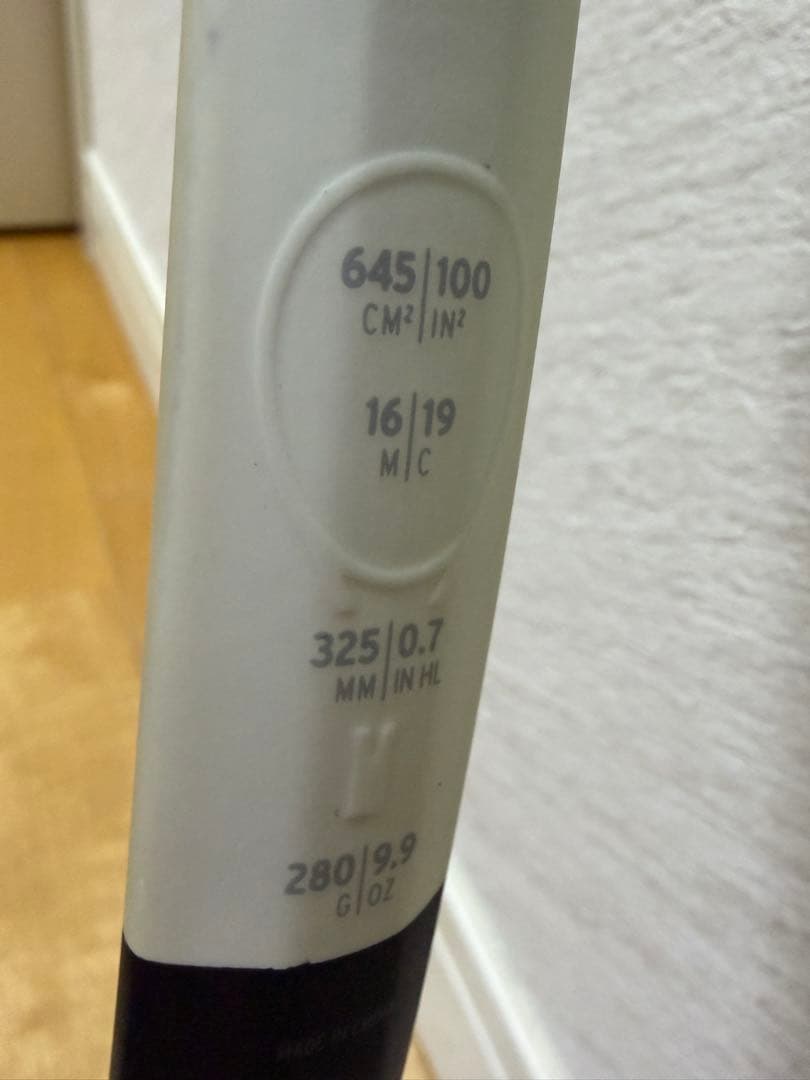 645|100
CM²|IN²
16|19
M|C
325|0.7
MM|IN HL
280|9.9
G|OZ